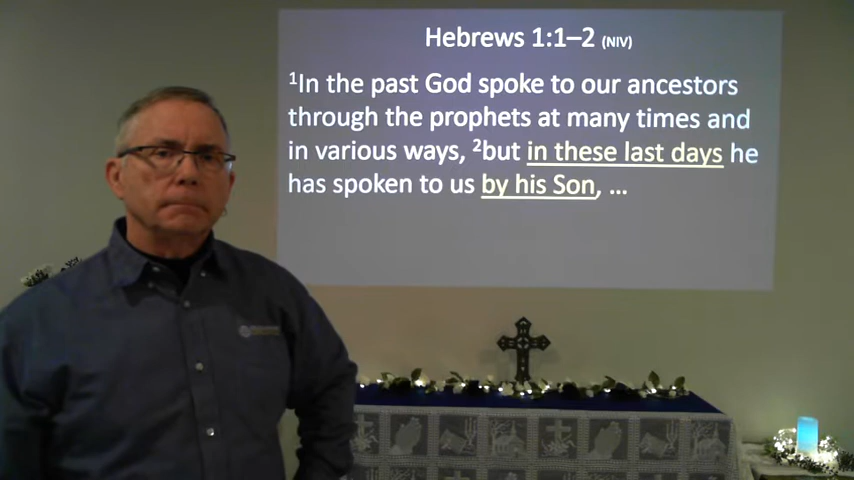 Hebrews 1:1–2 (NIV)
¹In the past God spoke to our ancestors
through the prophets at many times and
in various ways, ²but in these last days he
has spoken to us by his Son, ...